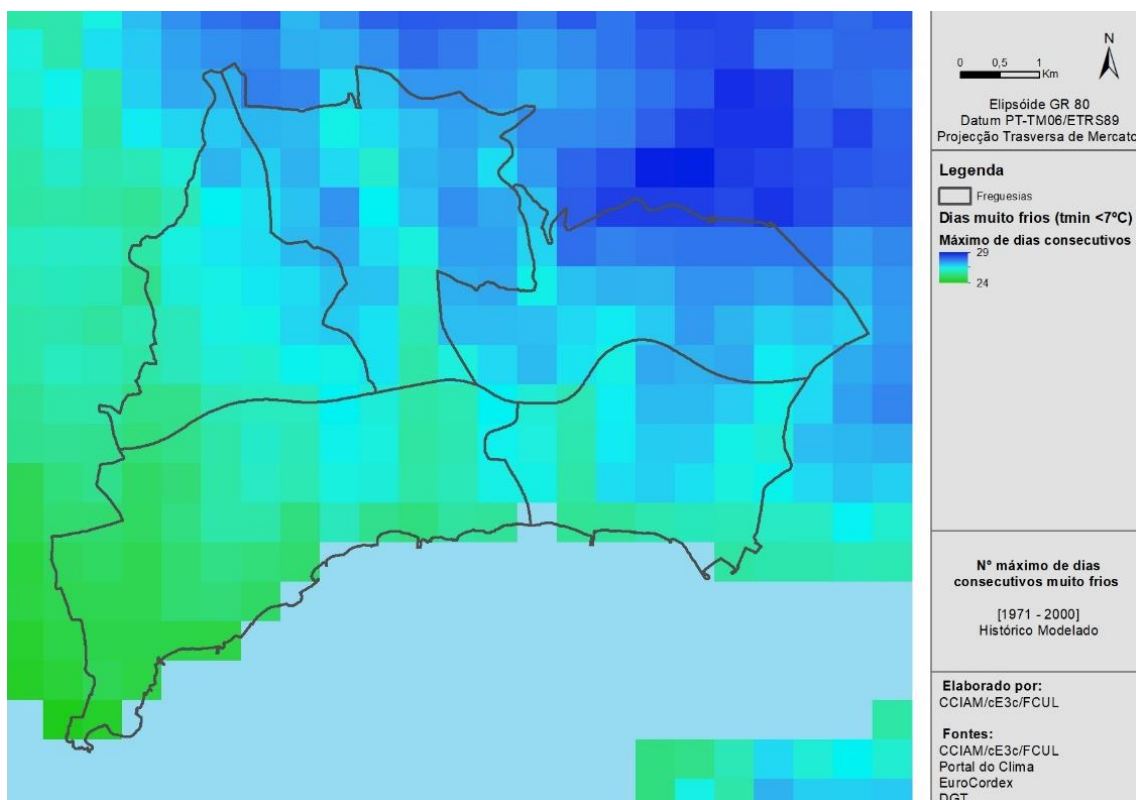 N
0 0,5 1
Km
Elipsóide GR 80
Datum PT-TM06/ETRS89
Projecção Trasversa de Mercato
Legenda
Freguesias
Dias muito frios (tmin <7ºC)
Máximo de dias consecutivos
29
24
Nº máximo de dias
consecutivos muito frios
[1971 - 2000]
Histórico Modelado
Elaborado por:
CCIAM/cE3c/FCUL
Fontes:
CCIAM/cE3c/FCUL
Portal do Clima
EuroCordex
DGT